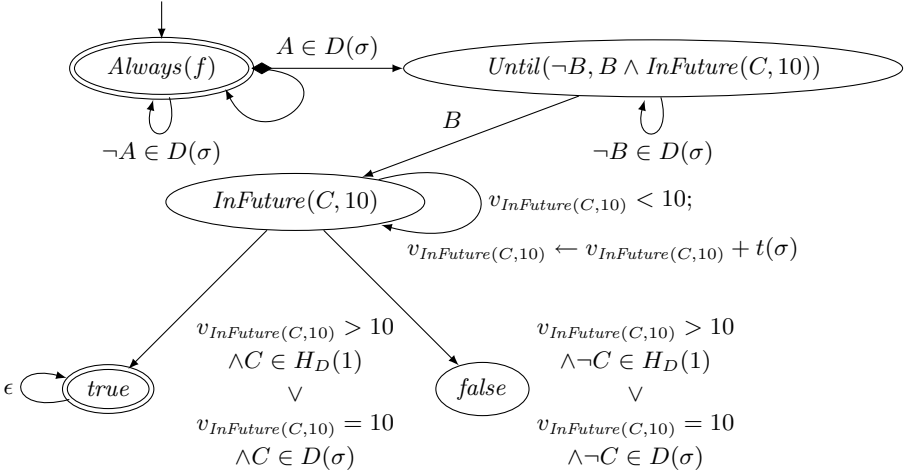 Always(f)
A ∈ D(σ)
Until(¬B, B ∧ InFuture(C, 10))
¬A ∈ D(σ)
B
¬B ∈ D(σ)
InFuture(C, 10)
v_{InFuture(C,10)} < 10;
v_{InFuture(C,10)} ← v_{InFuture(C,10)} + t(σ)
ϵ
true
v_{InFuture(C,10)} > 10
∧C ∈ H_D(1)
∨
v_{InFuture(C,10)} = 10
∧C ∈ D(σ)
false
v_{InFuture(C,10)} > 10
∧¬C ∈ H_D(1)
∨
v_{InFuture(C,10)} = 10
∧¬C ∈ D(σ)